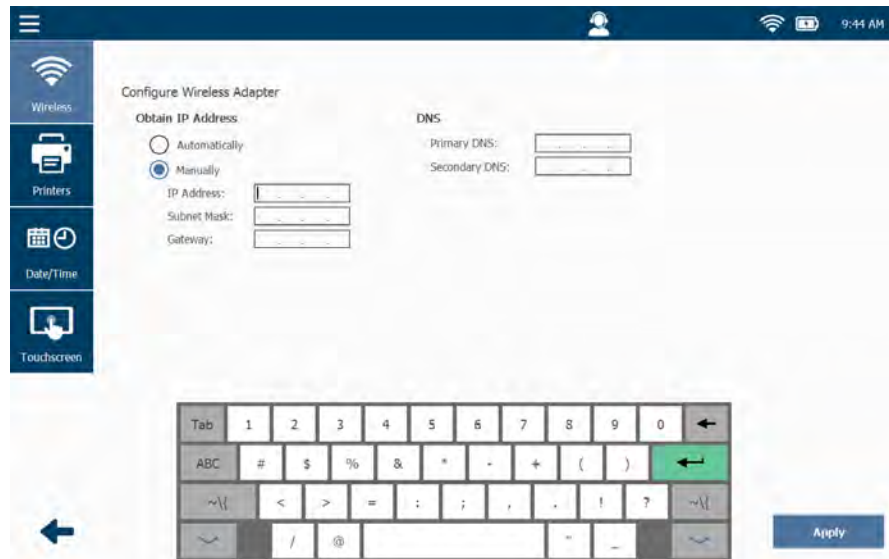 9:44 AM
Wireless
Printers
Date/Time
Touchscreen
Configure Wireless Adapter
Obtain IP Address
Automatically
Manually
IP Address:
Subnet Mask:
Gateway:
DNS
Primary DNS:
Secondary DNS:
Tab 1 2 3 4 5 6 7 8 9 0
ABC # $ % & * - + ( )
~\{ < > = : ; , . ! ? ~\{
/ @ " _
Apply